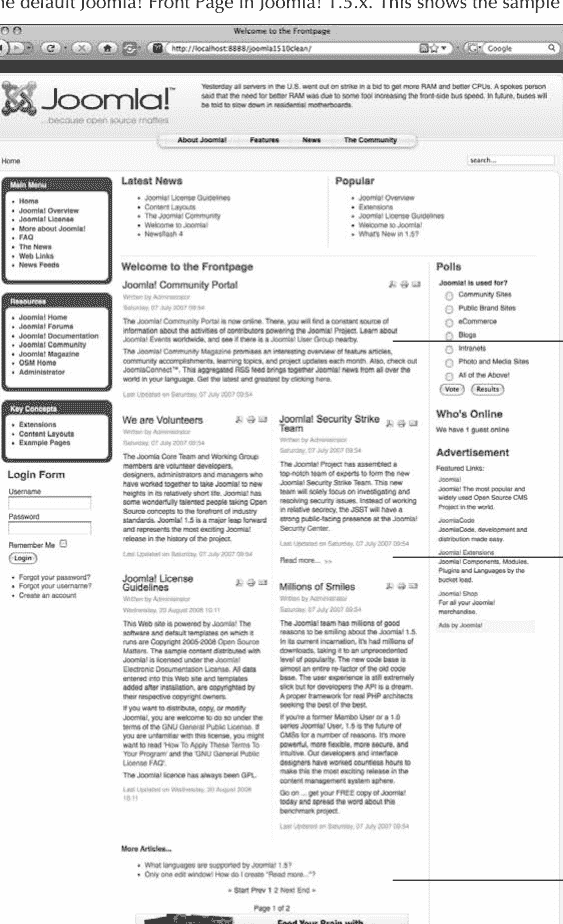 he default Joomla! Front Page in Joomla! 1.5.x. This shows the sample
Welcome to the Frontpage
http://localhost:8888/joomla1510clean/
Google
Joomla!™
...because open source matters
Yesterday all servers in the U.S. went out on strike in a bid to get more RAM and better CPUs. A spokes person
said that the need for better RAM was due to some fool increasing the front-side bus speed. In future, buses will
be told to slow down in residential motherboards.
About Joomla! Features News The Community
Home
search...
Main Menu
Home
Joomla! Overview
Joomla! License
More about Joomla!
FAQ
The News
Web Links
News Feeds
Resources
Joomla! Home
Joomla! Forums
Joomla! Documentation
Joomla! Community
Joomla! Magazine
OSM Home
Administrator
Key Concepts
Extensions
Content Layouts
Example Pages
Login Form
Username
Password
Remember Me
Login
Forgot your password?
Forgot your username?
Create an account
Latest News
Joomla! License Guidelines
Content Layouts
The Joomla! Community
Welcome to Joomla!
Newsflash 4
Popular
Joomla! Overview
Extensions
Joomla! License Guidelines
Welcome to Joomla!
What's New in 1.5?
Welcome to the Frontpage
Joomla! Community Portal
Written by Administrator
Saturday, 07 July 2007 09:54
The Joomla! Community Portal is now online. There, you will find a constant source of
information about the activities of contributors powering the Joomla! Project. Learn about
Joomla! Events worldwide, and see if there is a Joomla! User Group nearby.
The Joomla! Community Magazine promises an interesting overview of feature articles,
community accomplishments, learning topics, and project updates each month. Also, check out
JoomlaConnect™. This aggregated RSS feed brings together Joomla! news from all over the
world in your language. Get the latest and greatest by clicking here.
Last Updated on Saturday, 07 July 2007 09:54
We are Volunteers
Written by Administrator
Saturday, 07 July 2007 09:54
The Joomla Core Team and Working Group
members are volunteer developers,
designers, administrators and managers who
have worked together to take Joomla! to new
heights in its relatively short life. Joomla! has
some wonderfully talented people taking Open
Source concepts to the forefront of industry
standards. Joomla! 1.5 is a major leap forward
and represents the most exciting Joomla!
release in the history of the project.
Last Updated on Saturday, 07 July 2007 09:54
Joomla! Security Strike
Team
Written by Administrator
Saturday, 07 July 2007 09:54
The Joomla! Project has assembled a
top-notch team of experts to form the new
Joomla! Security Strike Team. This new
team will solely focus on investigating and
resolving security issues. Instead of working
in relative secrecy, the JSST will have a
strong public-facing presence at the Joomla!
Security Center.
Last Updated on Saturday, 07 July 2007 09:54
Read more... >>
Joomla! License
Guidelines
Written by Administrator
Wednesday, 20 August 2008 10:11
This Web site is powered by Joomla! The
software and default templates on which it
runs are Copyright 2005-2008 Open Source
Matters. The sample content distributed with
Joomla! is licensed under the Joomla!
Electronic Documentation License. All data
entered into this Web site and templates
added after installation, are copyrighted by
their respective copyright owners.
If you want to distribute, copy, or modify
Joomla!, you are welcome to do so under the
terms of the GNU General Public License. If
you are unfamiliar with this license, you might
want to read 'How To Apply These Terms To
Your Program' and the 'GNU General Public
License FAQ'.
The Joomla! licence has always been GPL.
Last Updated on Wednesday, 20 August 2008
10:11
Millions of Smiles
Written by Administrator
Saturday, 07 July 2007 09:54
The Joomla! team has millions of good
reasons to be smiling about the Joomla! 1.5.
In its current incarnation, it's had millions of
downloads, taking it to an unprecedented
level of popularity. The new code base is
almost an entire re-factor of the old code
base. The user experience is still extremely
slick but for developers the API is a dream.
A proper framework for real PHP architects
seeking the best of the best.
If you're a former Mambo User or a 1.0
series Joomla! User, 1.5 is the future of
CMSs for a number of reasons. It's more
powerful, more flexible, more secure, and
intuitive. Our developers and interface
designers have worked countless hours to
make this the most exciting release in the
content management system sphere.
Go on ... get your FREE copy of Joomla!
today and spread the word about this
benchmark project.
Last Updated on Saturday, 07 July 2007 09:54
More Articles...
What languages are supported by Joomla! 1.5?
Only one edit window! How do I create "Read more..."?
« Start Prev 1 2 Next End »
Page 1 of 2
Polls
Joomla! is used for?
Community Sites
Public Brand Sites
eCommerce
Blogs
Intranets
Photo and Media Sites
All of the Above!
Vote Results
Who's Online
We have 1 guest online
Advertisement
Featured Links:
Joomla!
Joomla! The most popular and
widely used Open Source CMS
Project in the world.
JoomlaCode
JoomlaCode, development and
distribution made easy.
Joomla! Extensions
Joomla! Components, Modules,
Plugins and Languages by the
bucket load.
Joomla! Shop
For all your Joomla!
merchandise.
Ads by Joomla!
Feed Your Brain with